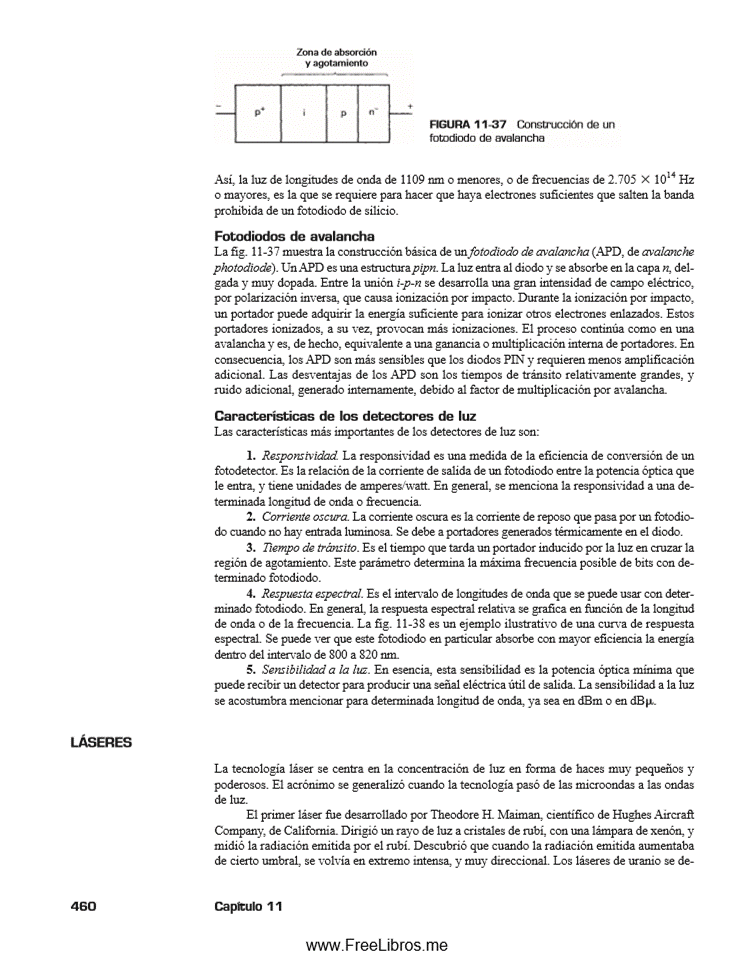 Zona de absorción
y agotamiento
− p⁺ i p n⁻ +
FIGURA 11-37 Construcción de un
fotodiodo de avalancha
Así, la luz de longitudes de onda de 1109 nm o menores, o de frecuencias de 2.705 × 10¹⁴ Hz
o mayores, es la que se requiere para hacer que haya electrones suficientes que salten la banda
prohibida de un fotodiodo de silicio.
Fotodiodos de avalancha
La fig. 11-37 muestra la construcción básica de un fotodiodo de avalancha (APD, de avalanche
photodiode). Un APD es una estructura pipn. La luz entra al diodo y se absorbe en la capa n, del-
gada y muy dopada. Entre la unión i-p-n se desarrolla una gran intensidad de campo eléctrico,
por polarización inversa, que causa ionización por impacto. Durante la ionización por impacto,
un portador puede adquirir la energía suficiente para ionizar otros electrones enlazados. Estos
portadores ionizados, a su vez, provocan más ionizaciones. El proceso continúa como en una
avalancha y es, de hecho, equivalente a una ganancia o multiplicación interna de portadores. En
consecuencia, los APD son más sensibles que los diodos PIN y requieren menos amplificación
adicional. Las desventajas de los APD son los tiempos de tránsito relativamente grandes, y
ruido adicional, generado internamente, debido al factor de multiplicación por avalancha.
Características de los detectores de luz
Las características más importantes de los detectores de luz son:
1. Responsividad. La responsividad es una medida de la eficiencia de conversión de un
fotodetector. Es la relación de la corriente de salida de un fotodiodo entre la potencia óptica que
le entra, y tiene unidades de amperes/watt. En general, se menciona la responsividad a una de-
terminada longitud de onda o frecuencia.
2. Corriente oscura. La corriente oscura es la corriente de reposo que pasa por un fotodio-
do cuando no hay entrada luminosa. Se debe a portadores generados térmicamente en el diodo.
3. Tiempo de tránsito. Es el tiempo que tarda un portador inducido por la luz en cruzar la
región de agotamiento. Este parámetro determina la máxima frecuencia posible de bits con de-
terminado fotodiodo.
4. Respuesta espectral. Es el intervalo de longitudes de onda que se puede usar con deter-
minado fotodiodo. En general, la respuesta espectral relativa se grafica en función de la longitud
de onda o de la frecuencia. La fig. 11-38 es un ejemplo ilustrativo de una curva de respuesta
espectral. Se puede ver que este fotodiodo en particular absorbe con mayor eficiencia la energía
dentro del intervalo de 800 a 820 nm.
5. Sensibilidad a la luz. En esencia, esta sensibilidad es la potencia óptica mínima que
puede recibir un detector para producir una señal eléctrica útil de salida. La sensibilidad a la luz
se acostumbra mencionar para determinada longitud de onda, ya sea en dBm o en dBμ.
LÁSERES
La tecnología láser se centra en la concentración de luz en forma de haces muy pequeños y
poderosos. El acrónimo se generalizó cuando la tecnología pasó de las microondas a las ondas
de luz.
El primer láser fue desarrollado por Theodore H. Maiman, científico de Hughes Aircraft
Company, de California. Dirigió un rayo de luz a cristales de rubí, con una lámpara de xenón, y
midió la radiación emitida por el rubí. Descubrió que cuando la radiación emitida aumentaba
de cierto umbral, se volvía en extremo intensa, y muy direccional. Los láseres de uranio se de-
460 Capítulo 11
www.FreeLibros.me